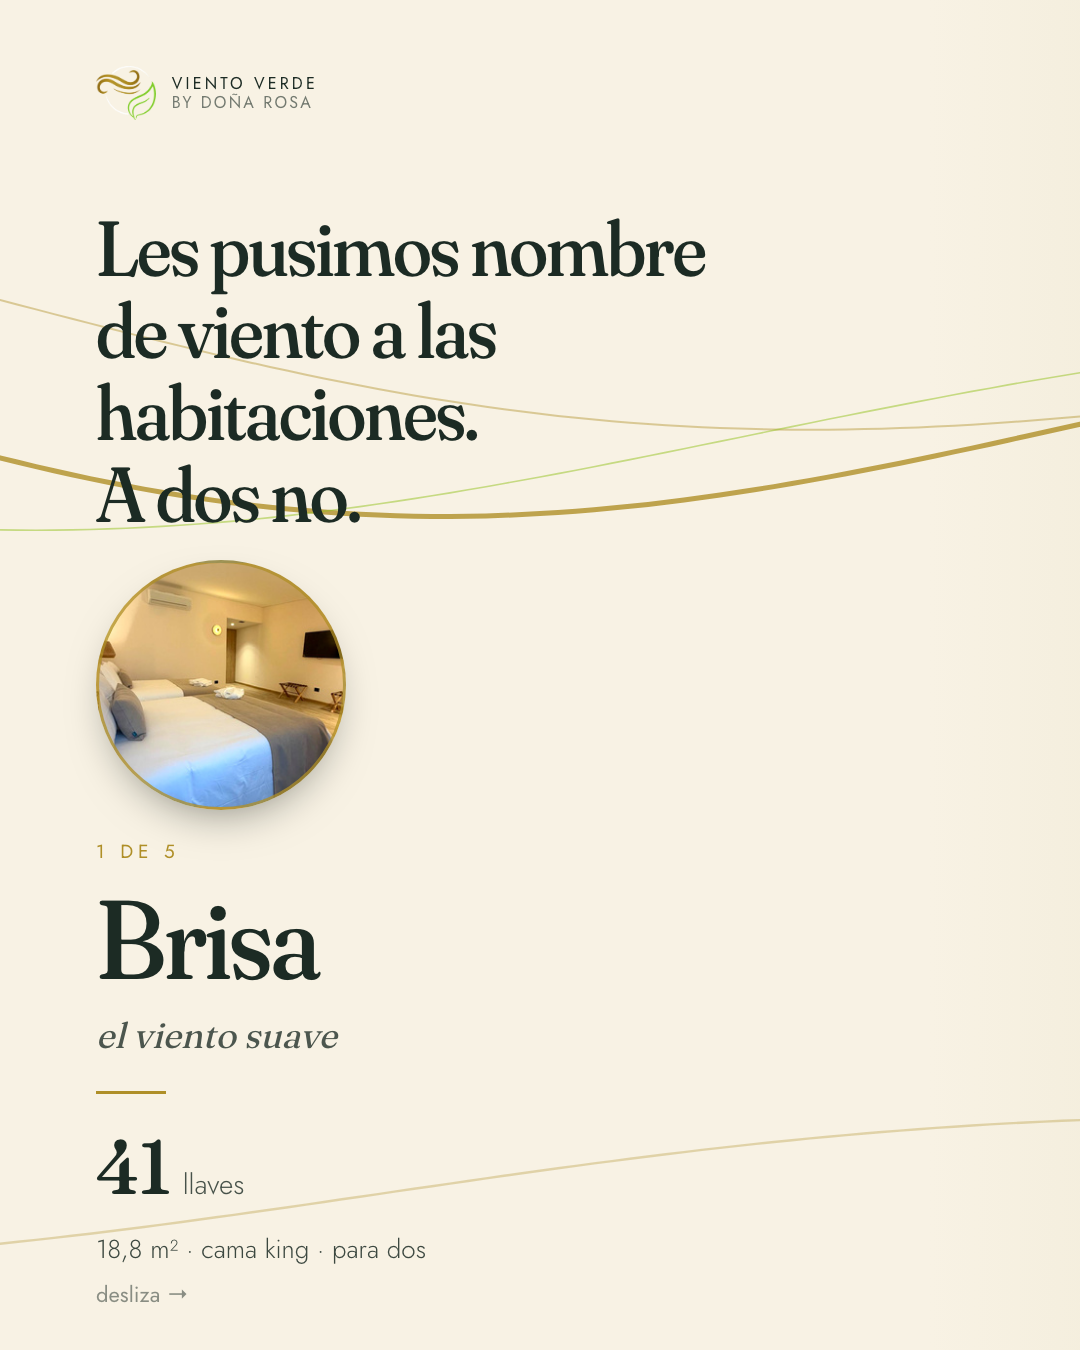 VIENTO VERDE
BY DOÑA ROSA
Les pusimos nombre
de viento a las
habitaciones.
A dos no.
1 DE 5
Brisa
el viento suave
41 llaves
18,8 m² · cama king · para dos
desliza →